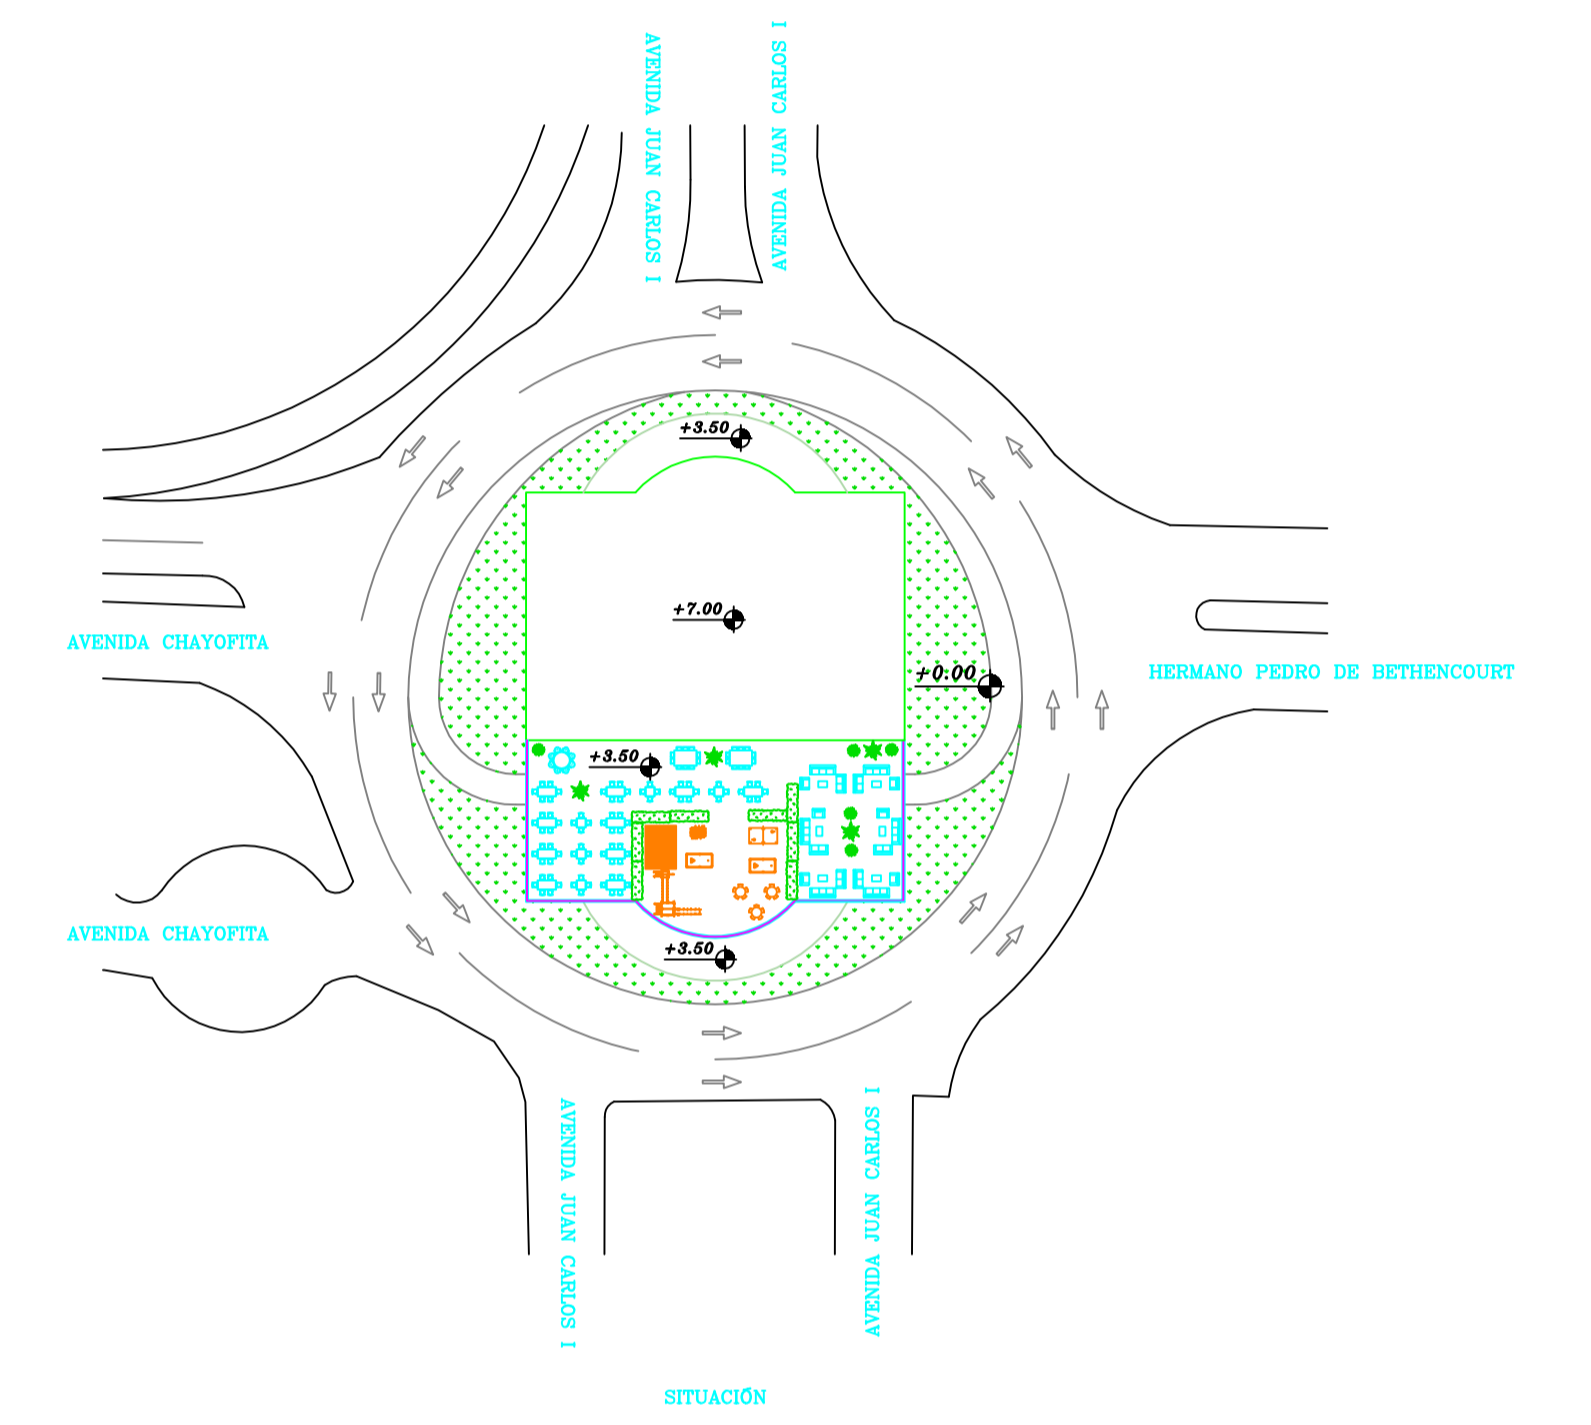 AVENIDA JUAN CARLOS I
AVENIDA JUAN CARLOS I
+3.50
+7.00
AVENIDA CHAYOFITA
+0.00
HERMANO PEDRO DE BETHENCOURT
+3.50
AVENIDA CHAYOFITA
+3.50
AVENIDA JUAN CARLOS I
AVENIDA JUAN CARLOS I
SITUACIÓN